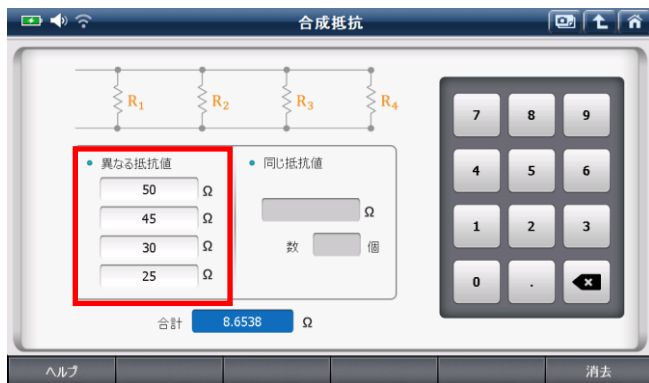 合成抵抗
R1 R2 R3 R4
• 異なる抵抗値
50 Ω
45 Ω
30 Ω
25 Ω
• 同じ抵抗値
Ω
数 個
合計 8.6538 Ω
7 8 9
4 5 6
1 2 3
0 .
ヘルプ 消去